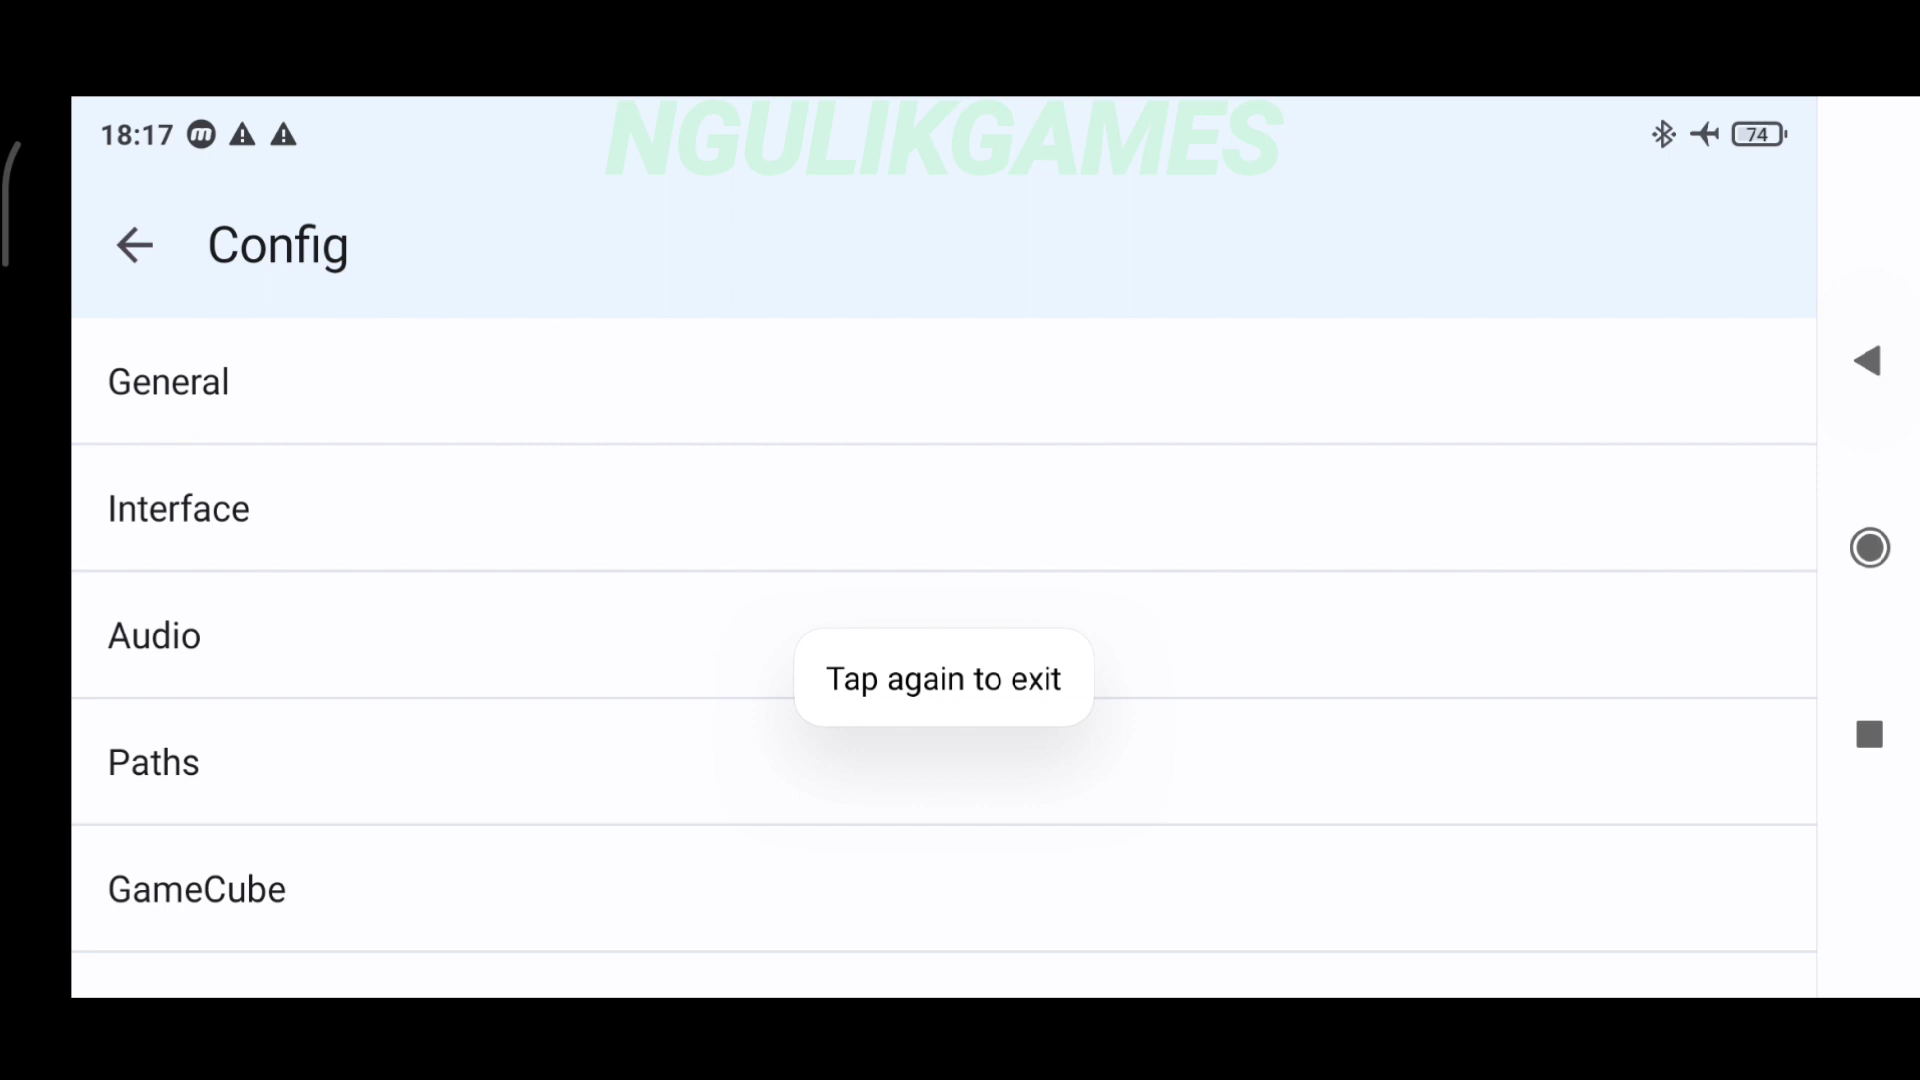 18:17
NGULIKGAMES
74
Config
General
Interface
Audio
Tap again to exit
Paths
GameCube